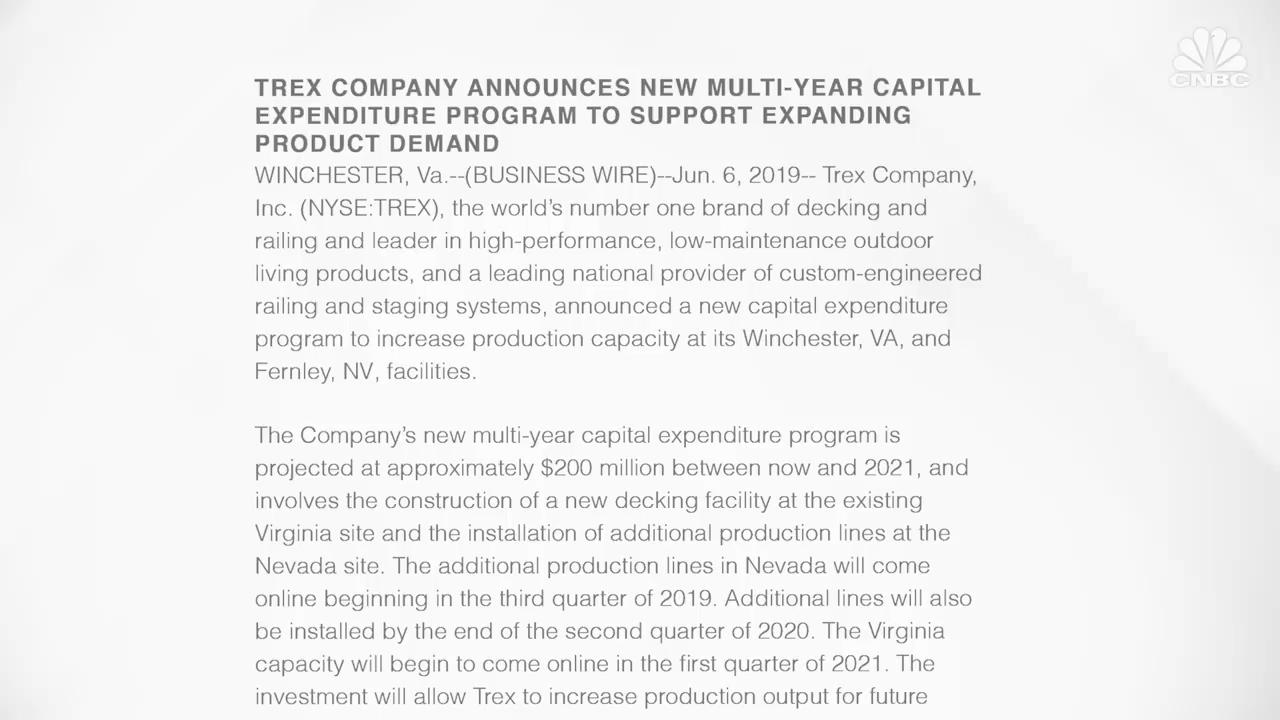 CNBC
TREX COMPANY ANNOUNCES NEW MULTI-YEAR CAPITAL
EXPENDITURE PROGRAM TO SUPPORT EXPANDING
PRODUCT DEMAND
WINCHESTER, Va.--(BUSINESS WIRE)--Jun. 6, 2019-- Trex Company,
Inc. (NYSE:TREX), the world's number one brand of decking and
railing and leader in high-performance, low-maintenance outdoor
living products, and a leading national provider of custom-engineered
railing and staging systems, announced a new capital expenditure
program to increase production capacity at its Winchester, VA, and
Fernley, NV, facilities.
The Company's new multi-year capital expenditure program is
projected at approximately $200 million between now and 2021, and
involves the construction of a new decking facility at the existing
Virginia site and the installation of additional production lines at the
Nevada site. The additional production lines in Nevada will come
online beginning in the third quarter of 2019. Additional lines will also
be installed by the end of the second quarter of 2020. The Virginia
capacity will begin to come online in the first quarter of 2021. The
investment will allow Trex to increase production output for future